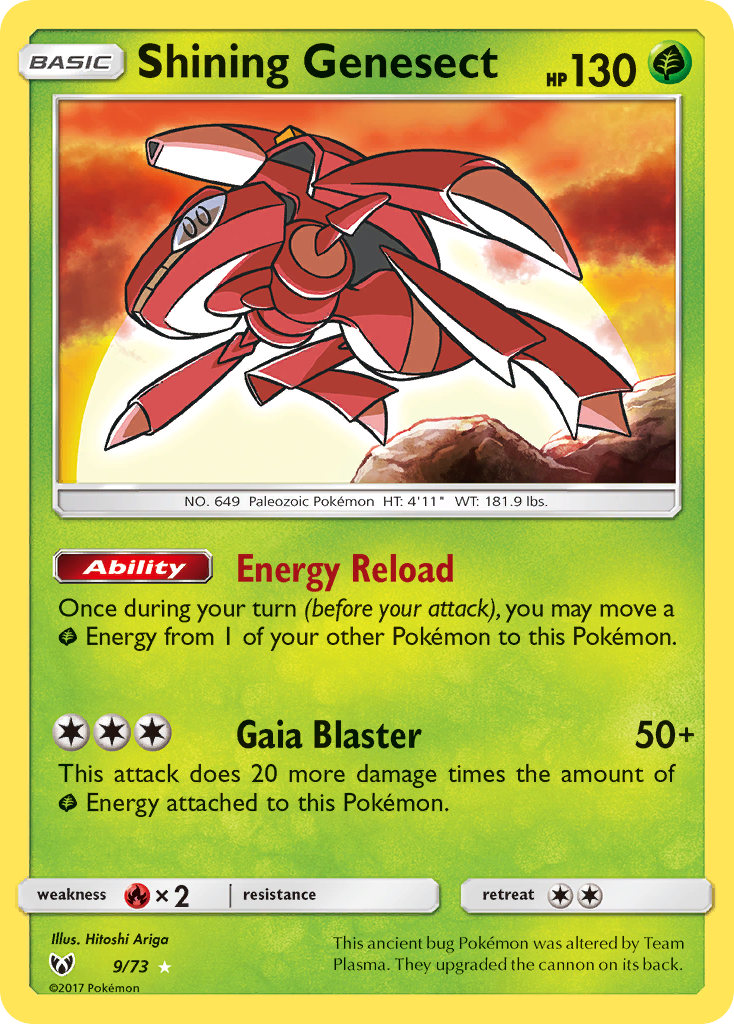 BASIC Shining Genesect HP 130
NO. 649 Paleozoic Pokémon HT: 4'11" WT: 181.9 lbs.
Ability Energy Reload
Once during your turn (before your attack), you may move a
Energy from 1 of your other Pokémon to this Pokémon.
Gaia Blaster 50+
This attack does 20 more damage times the amount of
Energy attached to this Pokémon.
weakness × 2 resistance retreat
Illus. Hitoshi Ariga
9/73
©2017 Pokémon
This ancient bug Pokémon was altered by Team
Plasma. They upgraded the cannon on its back.